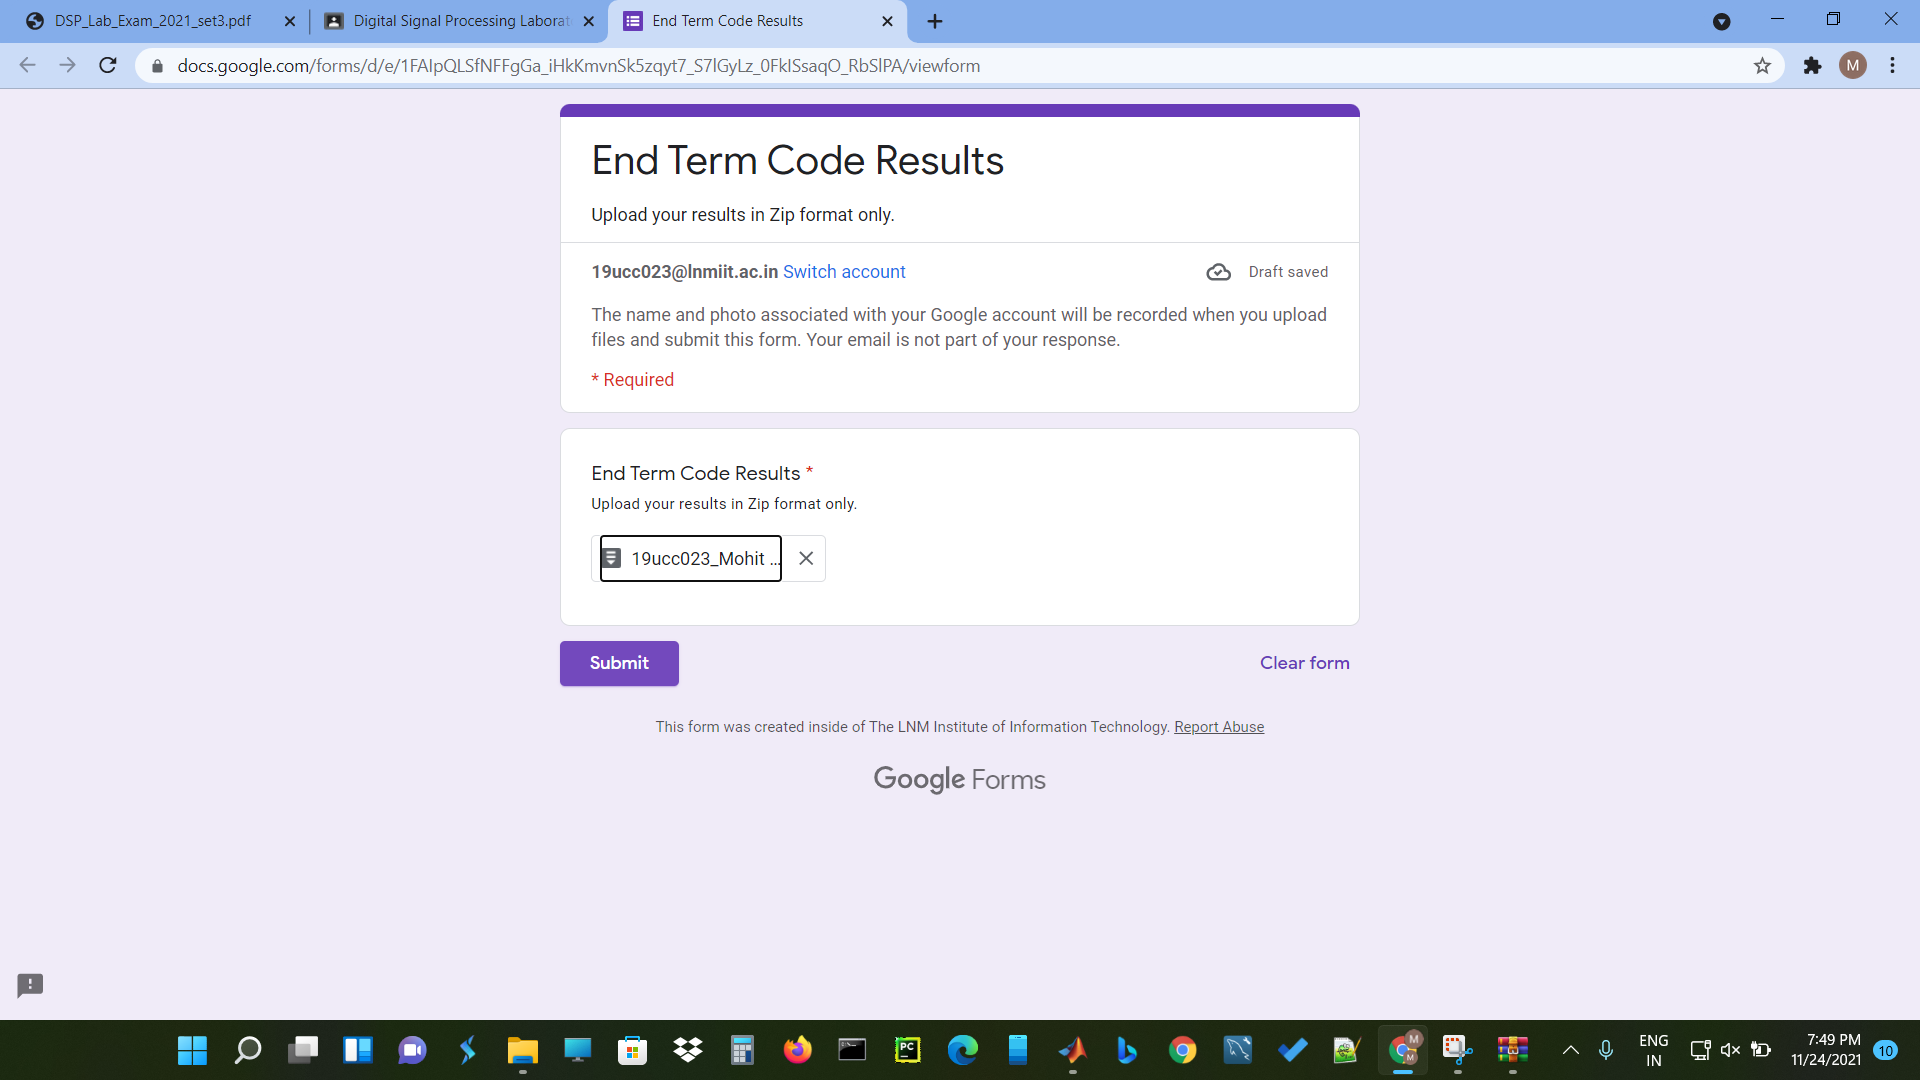 DSP_Lab_Exam_2021_set3.pdf
Digital Signal Processing Laborat
End Term Code Results
docs.google.com/forms/d/e/1FAIpQLSfNFFgGa_iHkKmvnSk5zqyt7_S7lGyLz_0FkISsaqO_RbSlPA/viewform
M
End Term Code Results
Upload your results in Zip format only.
19ucc023@lnmiit.ac.in Switch account
Draft saved
The name and photo associated with your Google account will be recorded when you upload
files and submit this form. Your email is not part of your response.
* Required
End Term Code Results *
Upload your results in Zip format only.
19ucc023_Mohit ...
Submit
Clear form
This form was created inside of The LNM Institute of Information Technology. Report Abuse
Google Forms
PC
M
M
ENG
IN
7:49 PM
11/24/2021
10